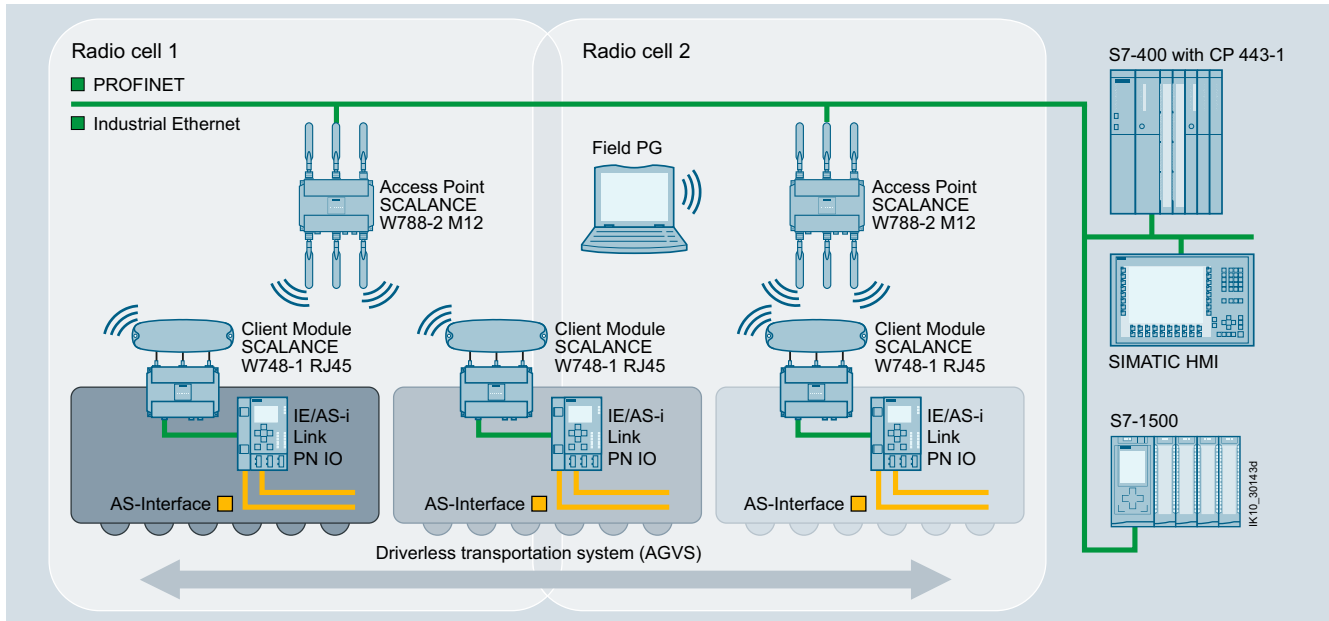 Radio cell 1
Radio cell 2
S7-400 with CP 443-1
PROFINET
Industrial Ethernet
Field PG
Access Point
SCALANCE
W788-2 M12
Access Point
SCALANCE
W788-2 M12
Client Module
SCALANCE
W748-1 RJ45
Client Module
SCALANCE
W748-1 RJ45
Client Module
SCALANCE
W748-1 RJ45
SIMATIC HMI
IE/AS-i
Link
PN IO
IE/AS-i
Link
PN IO
IE/AS-i
Link
PN IO
S7-1500
AS-Interface
AS-Interface
AS-Interface
IK10_30143d
Driverless transportation system (AGVS)